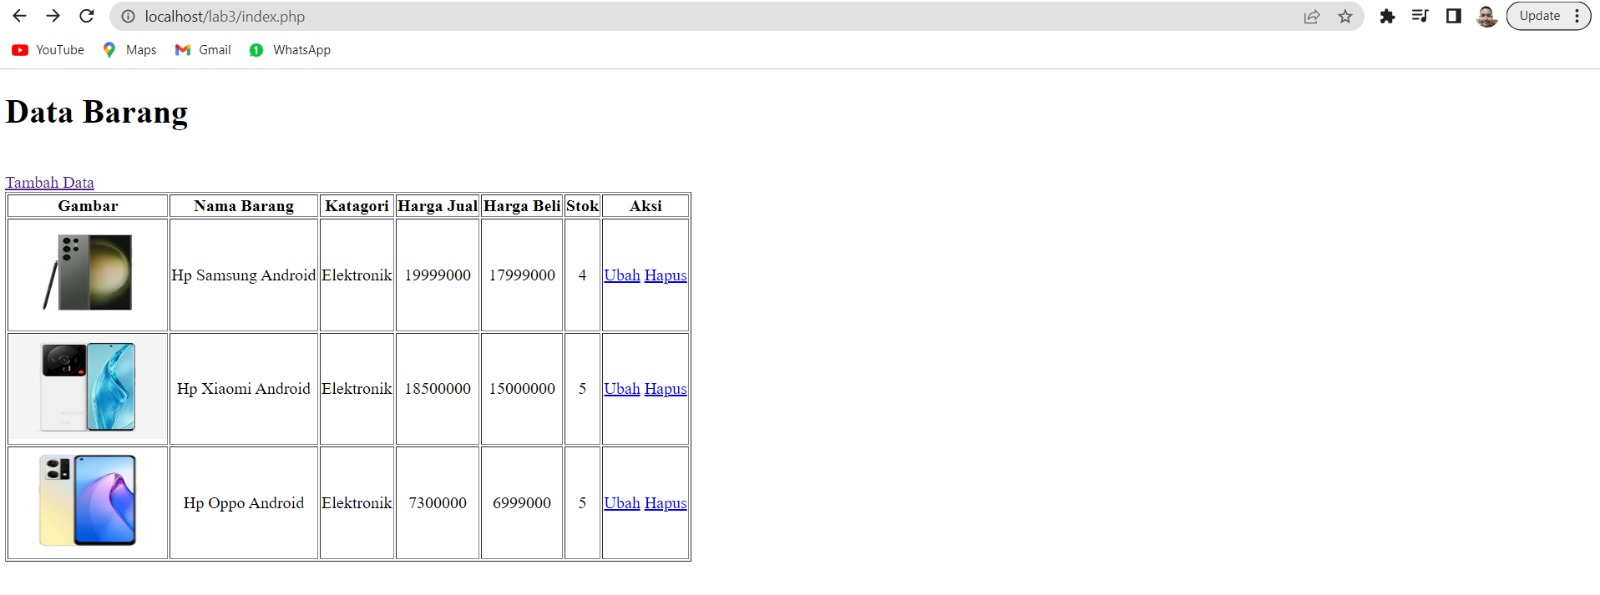 localhost/lab3/index.php
Update
YouTube Maps Gmail 1 WhatsApp
Data Barang
Tambah Data
Gambar Nama Barang Katagori Harga Jual Harga Beli Stok Aksi
Hp Samsung Android Elektronik 19999000 17999000 4 Ubah Hapus
Hp Xiaomi Android Elektronik 18500000 15000000 5 Ubah Hapus
Hp Oppo Android Elektronik 7300000 6999000 5 Ubah Hapus